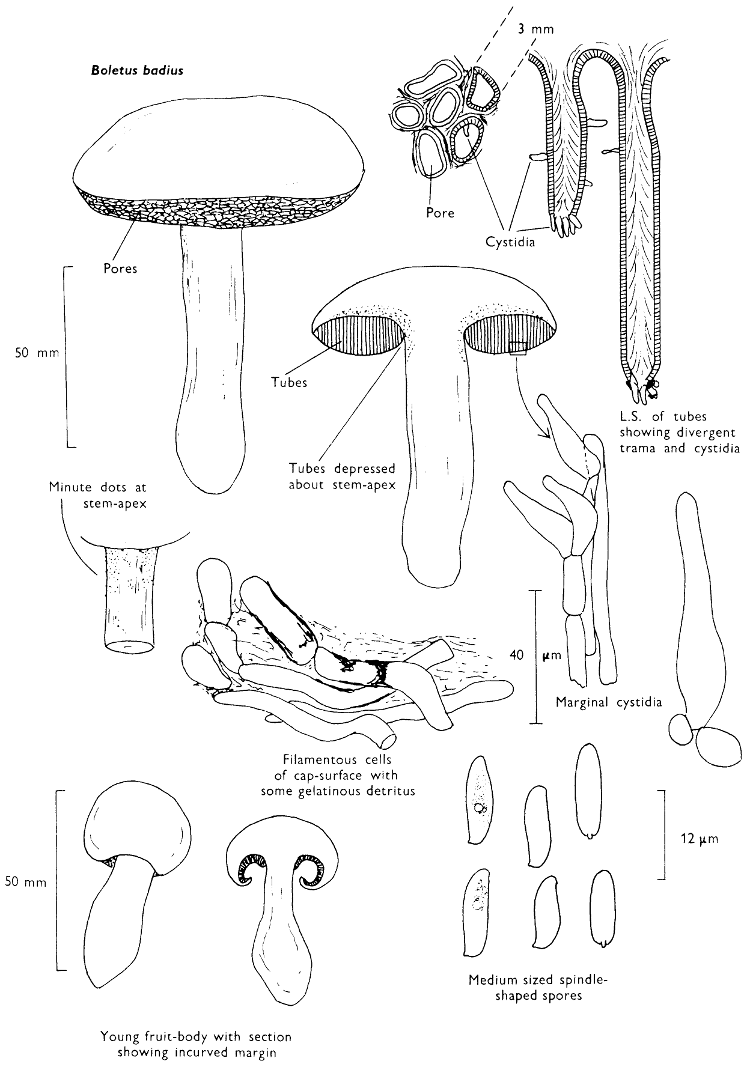 Boletus badius
3 mm
Pore
Cystidia
Pores
50 mm
Tubes
L.S. of tubes
showing divergent
trama and cystidia
Tubes depressed
about stem-apex
Minute dots at
stem-apex
40 µm
Marginal cystidia
Filamentous cells
of cap-surface with
some gelatinous detritus
50 mm
12 µm
Medium sized spindle-
shaped spores
Young fruit-body with section
showing incurved margin